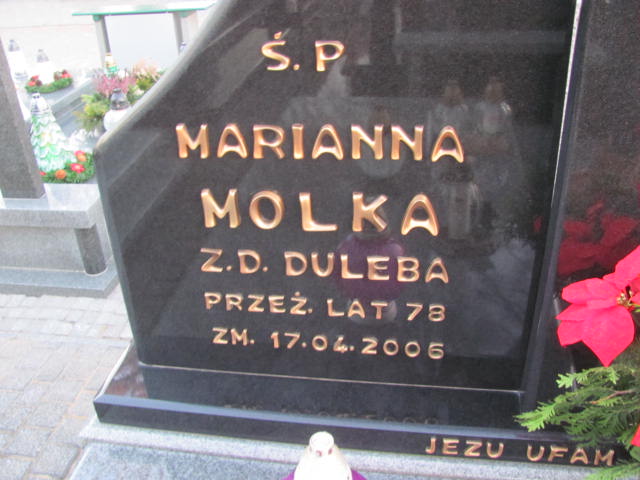 Ś.P
MARIANNA
MOLKA
Z.D. DULEBA
PRZEŻ. LAT 78
ZM. 17.04.2006
JEZU UFAM